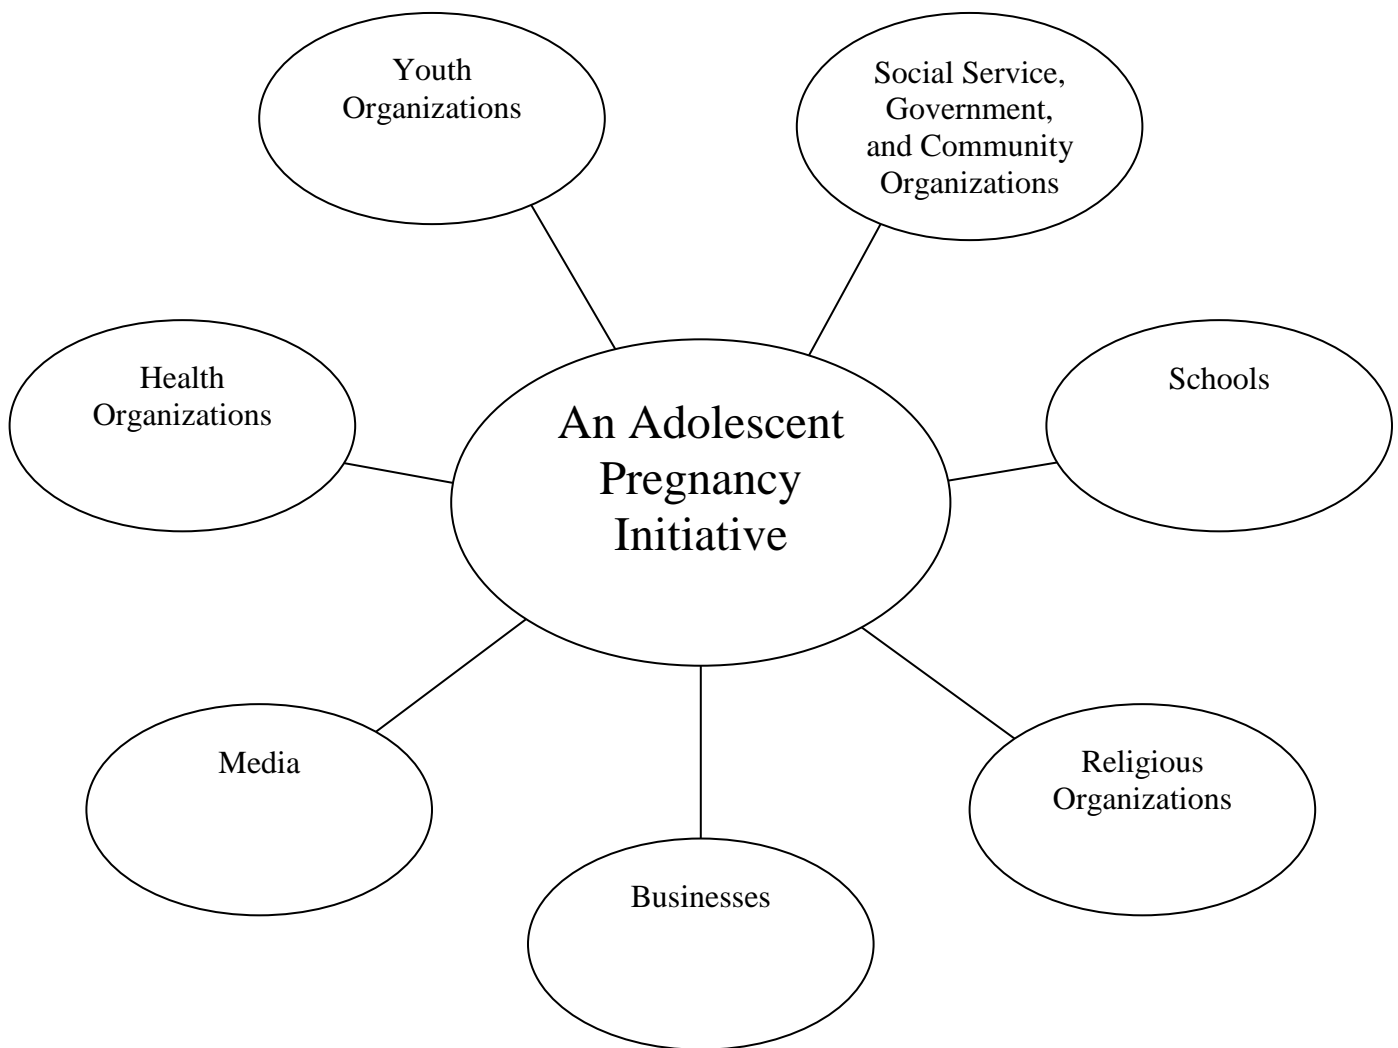 Youth
Organizations
Social Service,
Government,
and Community
Organizations
Health
Organizations
Schools
An Adolescent
Pregnancy
Initiative
Media
Religious
Organizations
Businesses